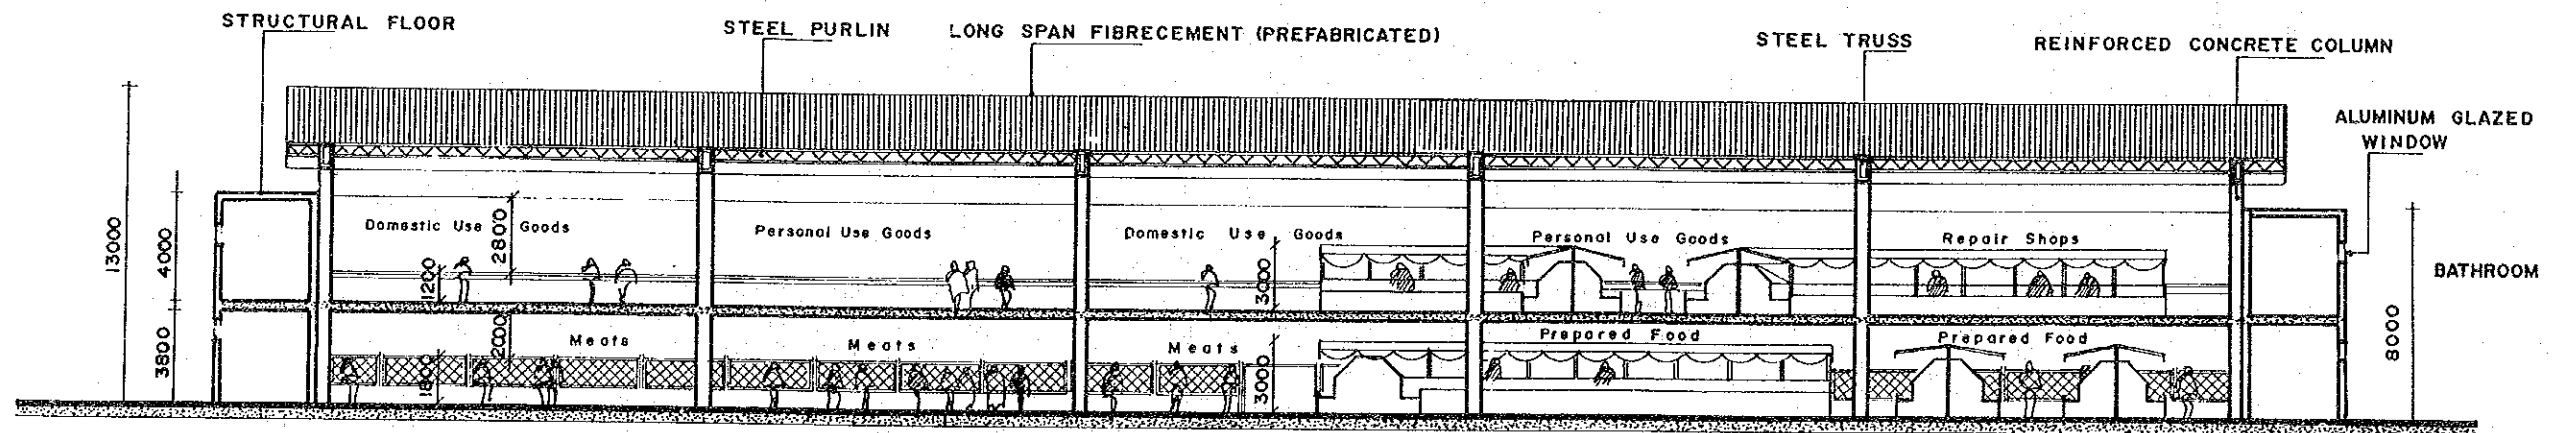 STRUCTURAL FLOOR
STEEL PURLIN
LONG SPAN FIBRECEMENT (PREFABRICATED)
STEEL TRUSS
REINFORCED CONCRETE COLUMN
ALUMINUM GLAZED
WINDOW
13000
4000
3800
Domestic Use Goods
2800
1200
Personal Use Goods
Domestic Use Goods
3000
Personal Use Goods
Repair Shops
BATHROOM
8000
2000
1800
Meats
Meats
Meats
3000
Prepared Food
Prepared Food